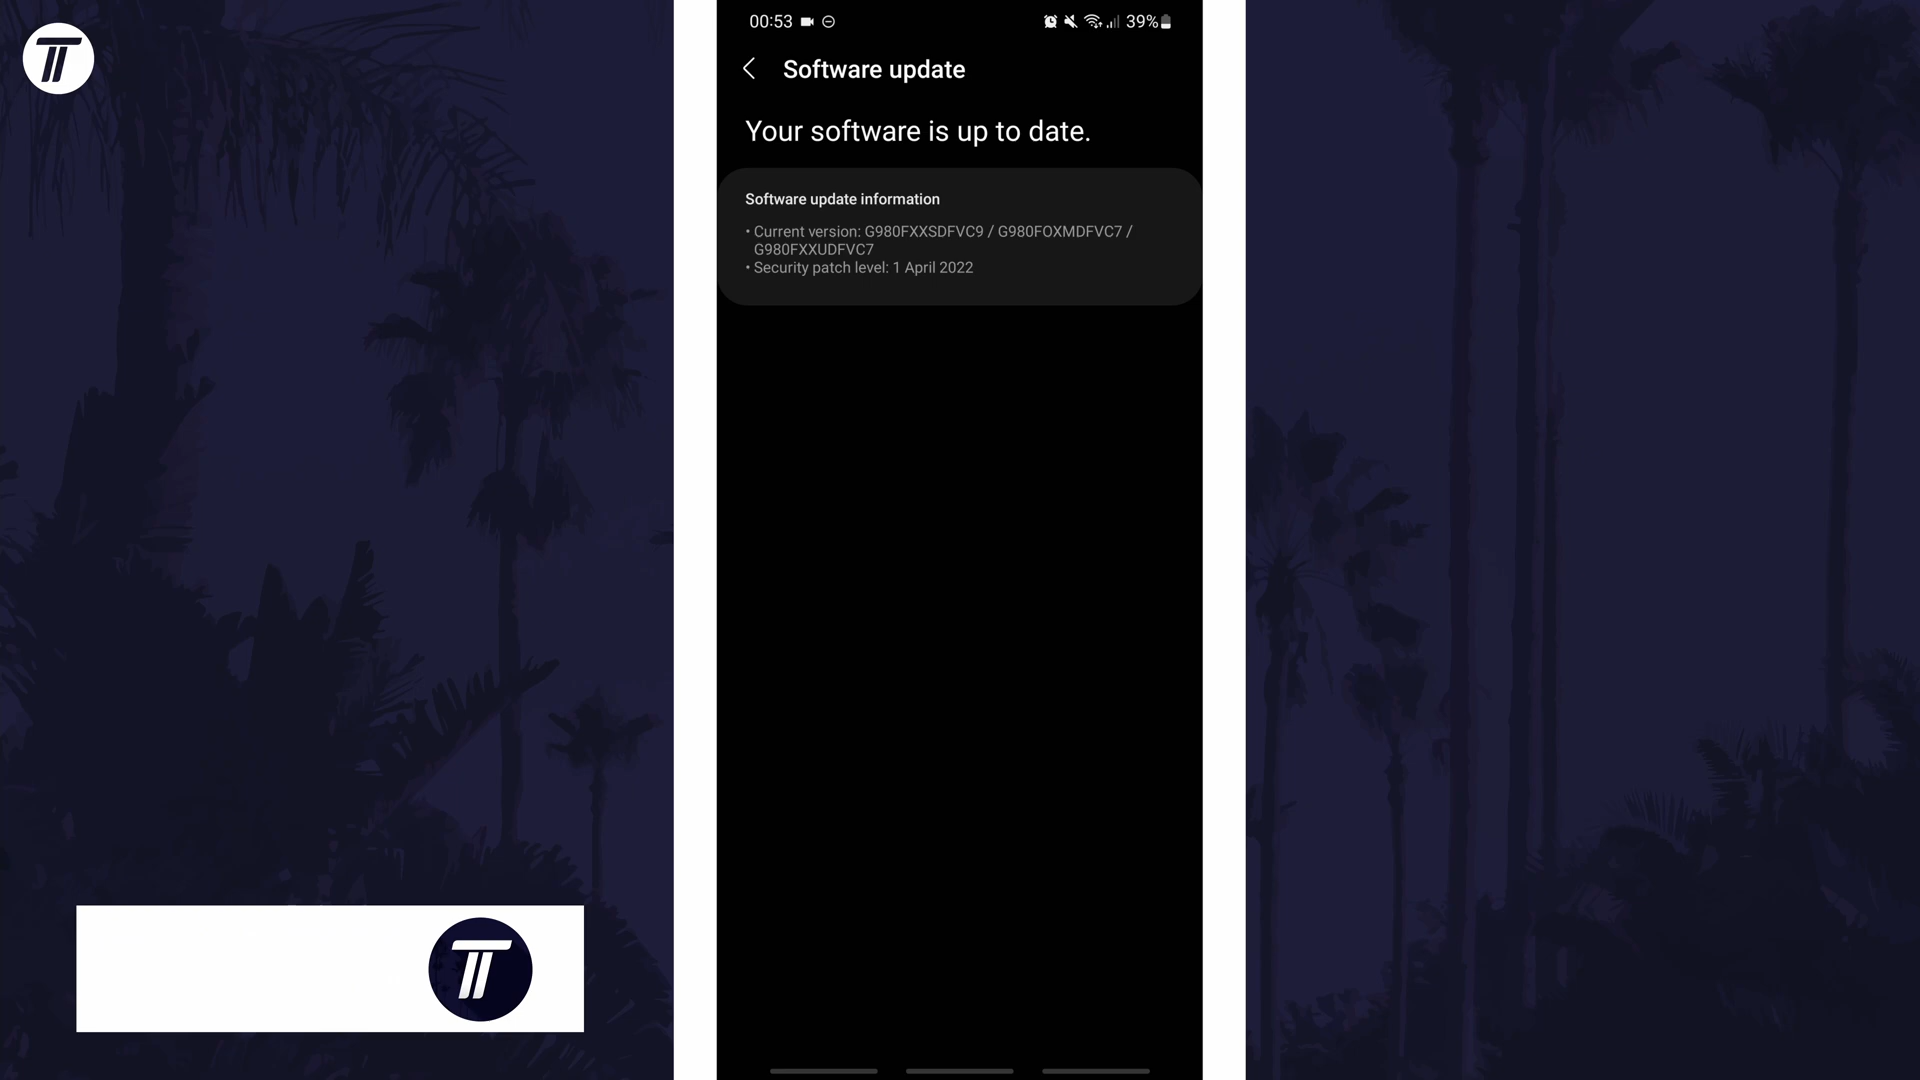 00:53
39%
Software update
Your software is up to date.
Software update information
• Current version: G980FXXSDFVC9 / G980FOXMDFVC7 /
G980FXXUDFVC7
• Security patch level: 1 April 2022